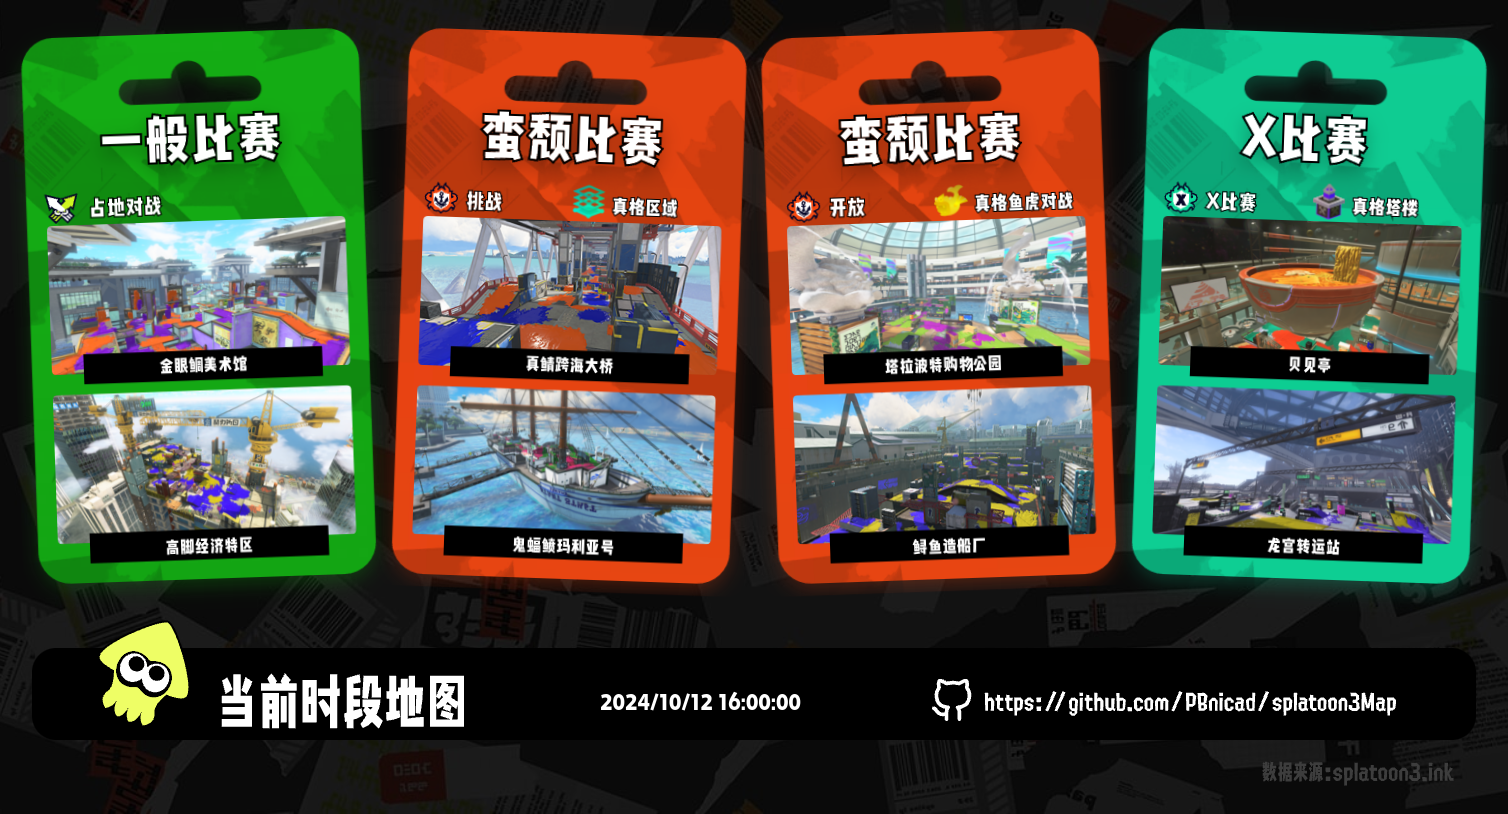 一般比赛
占地对战
金眼鲷美术馆
高脚经济特区
蛮颓比赛
挑战
真格区域
真鲭跨海大桥
鬼蝠鲼玛利亚号
蛮颓比赛
开放
真格鱼虎对战
塔拉波特购物公园
鲟鱼造船厂
X比赛
X比赛
真格塔楼
贝见亭
龙宫转运站
当前时段地图
2024/10/12 16:00:00
https://github.com/PBnicad/splatoon3Map
数据来源:splatoon3.ink